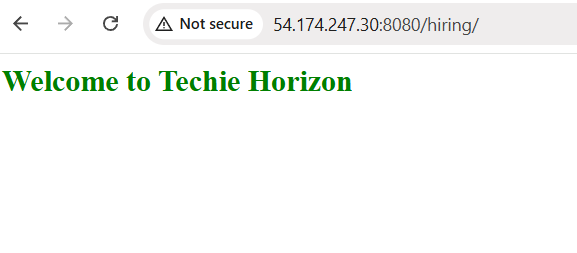 Not secure 54.174.247.30:8080/hiring/
Welcome to Techie Horizon